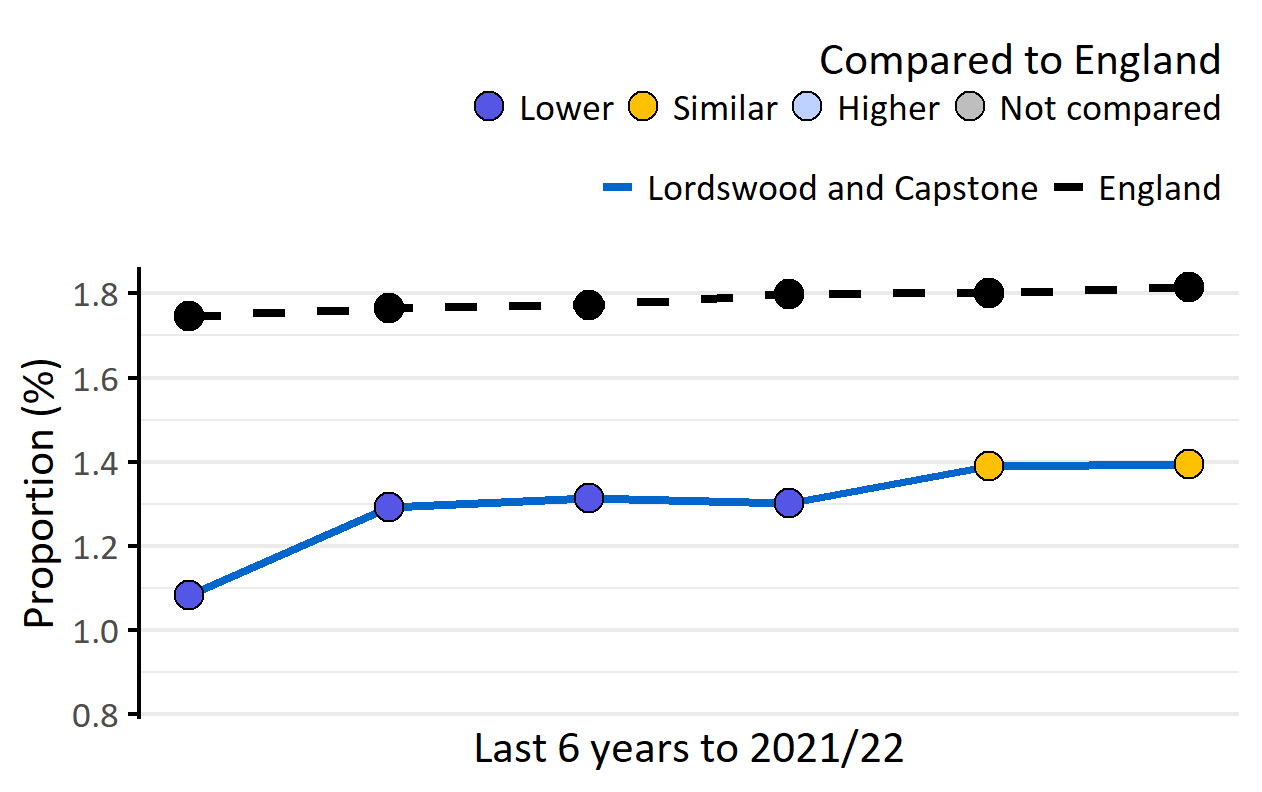 Compared to England
Lower Similar Higher Not compared
Lordswood and Capstone England
1.8
1.6
1.4
1.2
1.0
0.8
Proportion (%)
Last 6 years to 2021/22